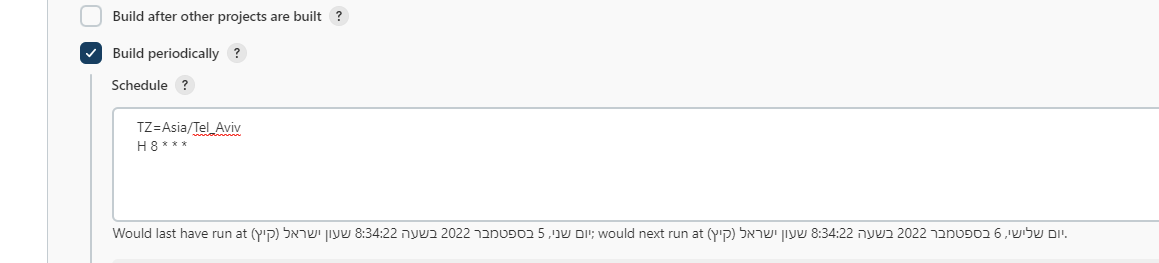 Build after other projects are built ?
Build periodically ?
Schedule ?
TZ=Asia/Tel_Aviv
H 8 * * *
Would last have run at יום שני, 5 בספטמבר 2022 בשעה 8:34:22 שעון ישראל (קיץ); would next run at יום שלישי, 6 בספטמבר 2022 בשעה 8:34:22 שעון ישראל (קיץ).